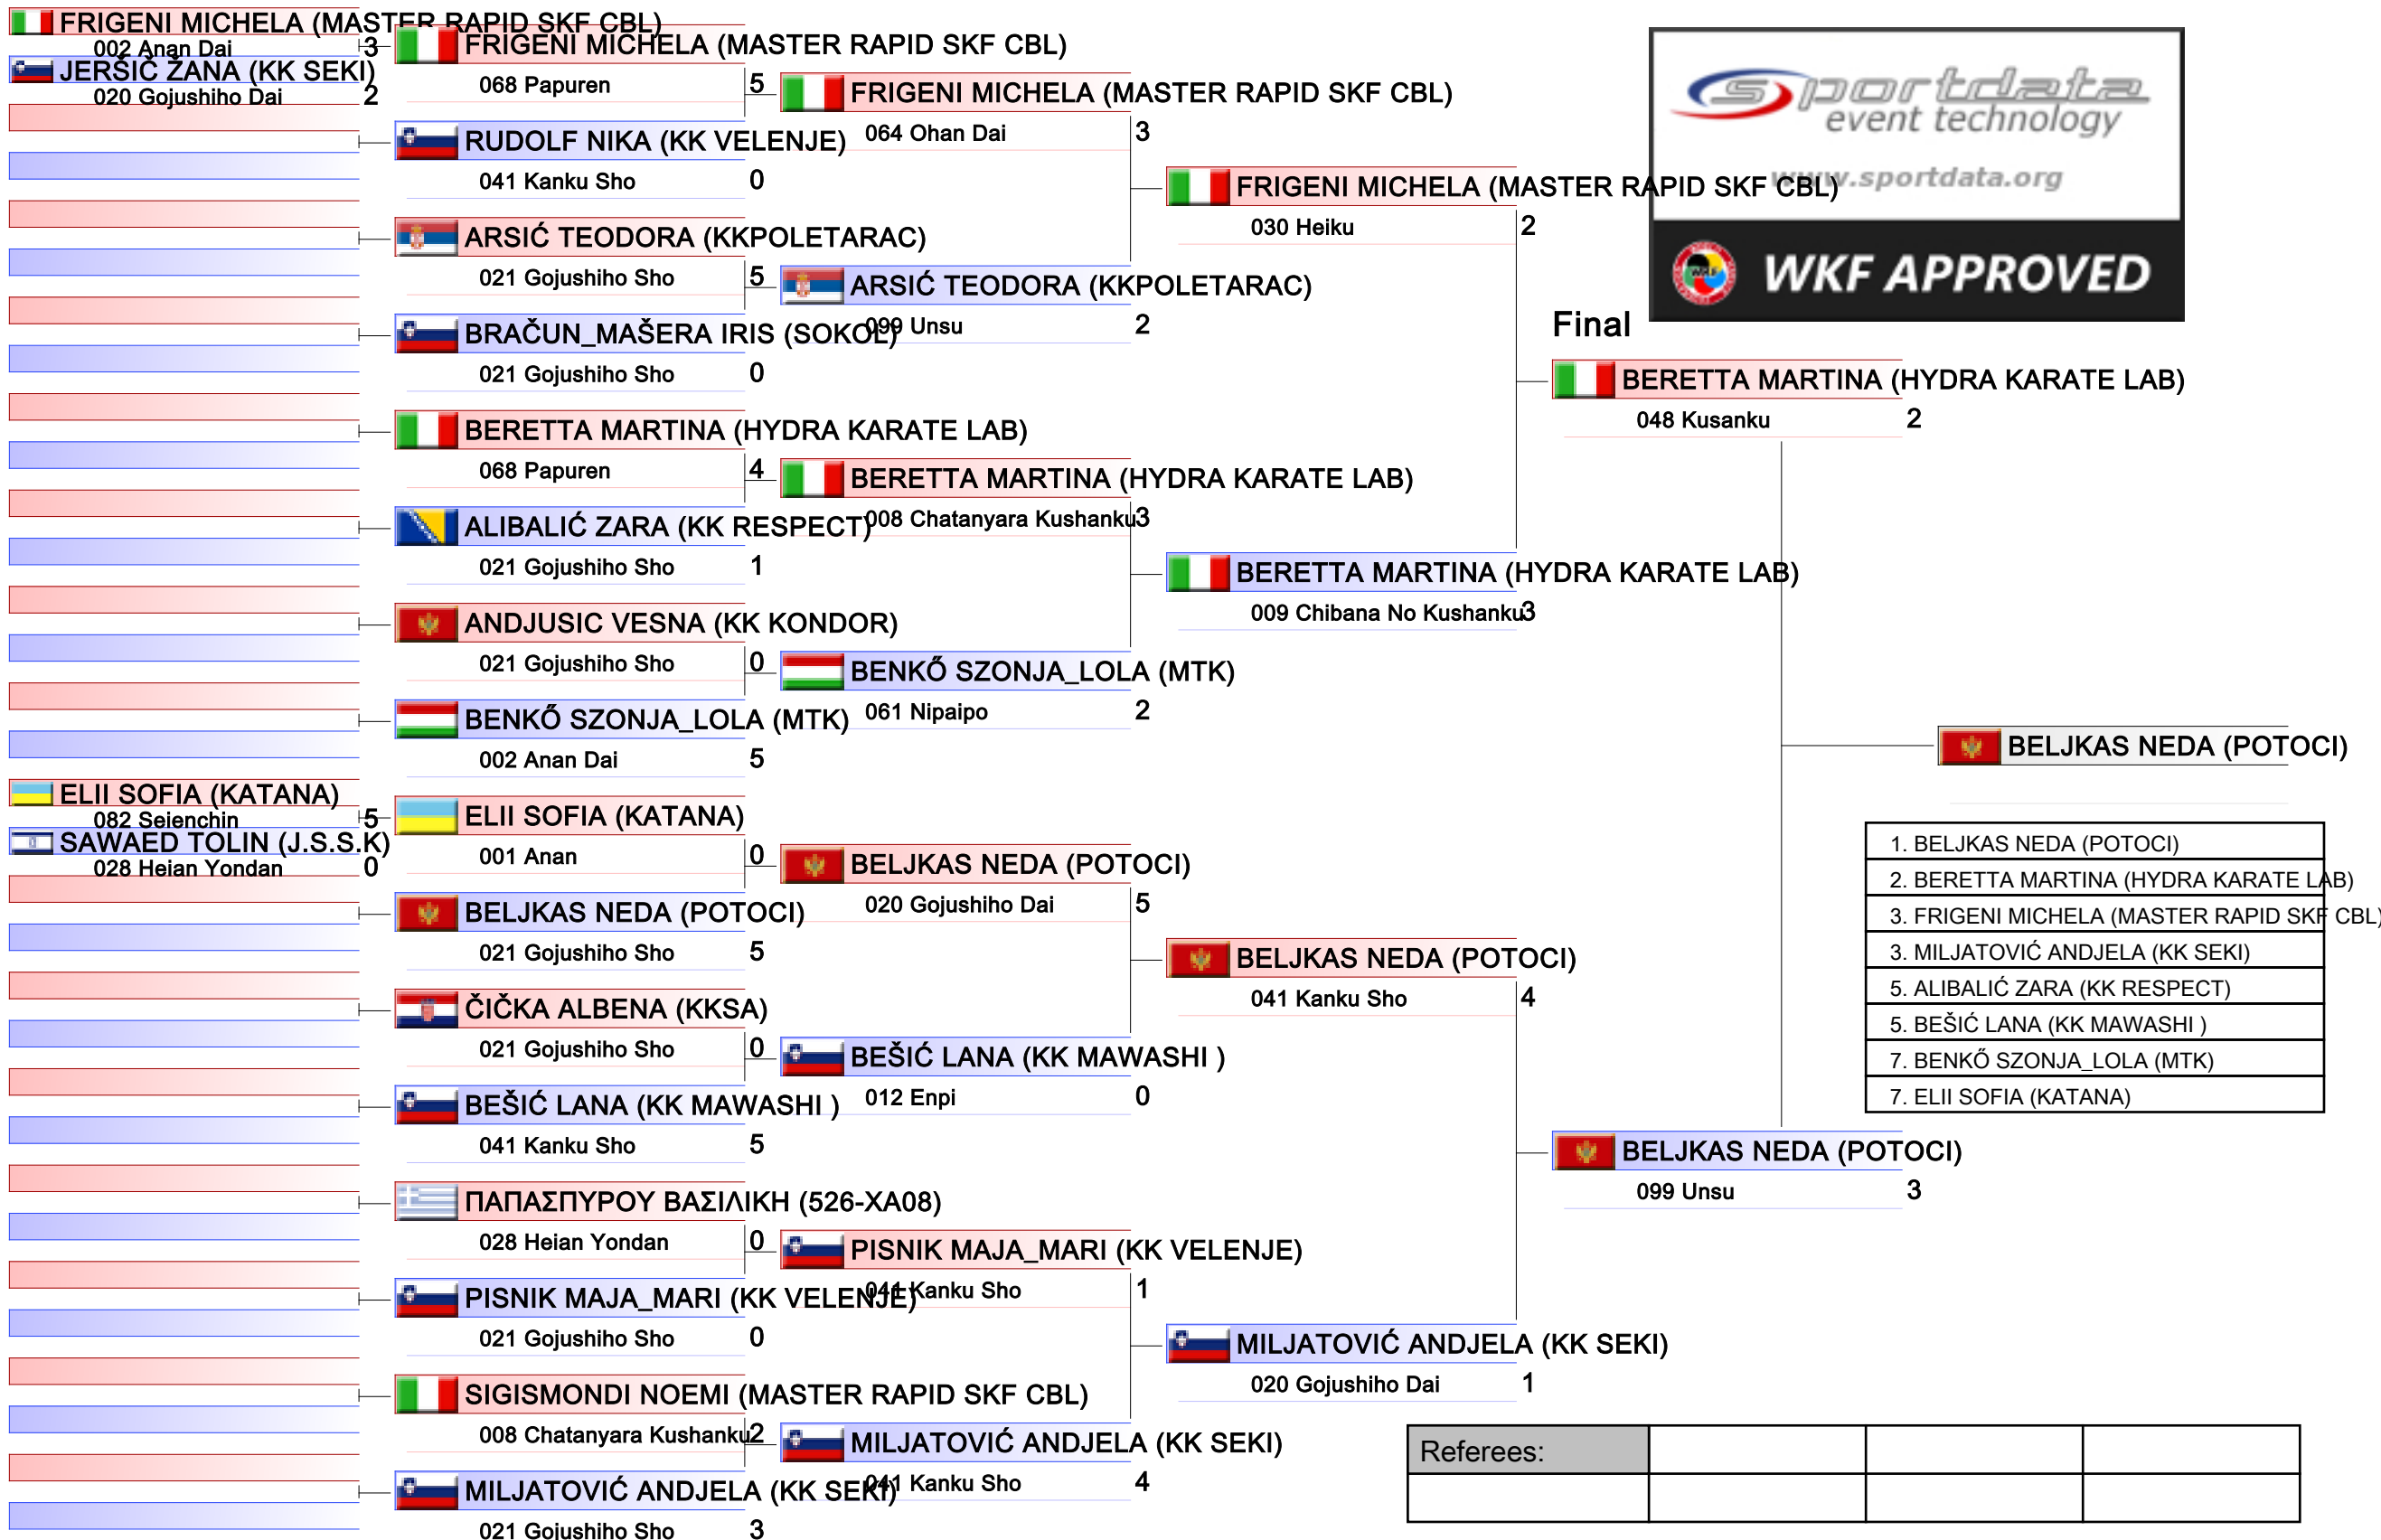 FRIGENI MICHELA (MASTER RAPID SKF CBL)
002 Anan Dai 3
JERŠIČ ŽANA (KK SEKI)
020 Gojushiho Dai 2
ELII SOFIA (KATANA)
082 Seienchin 5
SAWAED TOLIN (J.S.S.K)
028 Heian Yondan 0
FRIGENI MICHELA (MASTER RAPID SKF CBL)
068 Papuren 5
RUDOLF NIKA (KK VELENJE)
041 Kanku Sho 0
ARSIĆ TEODORA (KKPOLETARAC)
021 Gojushiho Sho 5
BRAČUN_MAŠERA IRIS (SOKOL)
021 Gojushiho Sho 0
BERETTA MARTINA (HYDRA KARATE LAB)
068 Papuren 4
ALIBALIĆ ZARA (KK RESPECT)
021 Gojushiho Sho 1
ANDJUSIC VESNA (KK KONDOR)
021 Gojushiho Sho 0
BENKŐ SZONJA_LOLA (MTK)
002 Anan Dai 5
ELII SOFIA (KATANA)
001 Anan 0
BELJKAS NEDA (POTOCI)
021 Gojushiho Sho 5
ČIČKA ALBENA (KKSA)
021 Gojushiho Sho 0
BEŠIĆ LANA (KK MAWASHI )
041 Kanku Sho 5
ΠΑΠΑΣΠΥΡΟΥ ΒΑΣΙΛΙΚΗ (526-ΧΑ08)
028 Heian Yondan 0
PISNIK MAJA_MARI (KK VELENJE)
021 Gojushiho Sho 0
SIGISMONDI NOEMI (MASTER RAPID SKF CBL)
008 Chatanyara Kushanku 2
MILJATOVIĆ ANDJELA (KK SEKI)
021 Gojushiho Sho 3
FRIGENI MICHELA (MASTER RAPID SKF CBL)
064 Ohan Dai 3
ARSIĆ TEODORA (KKPOLETARAC)
099 Unsu 2
BERETTA MARTINA (HYDRA KARATE LAB)
008 Chatanyara Kushanku 3
BENKŐ SZONJA_LOLA (MTK)
061 Nipaipo 2
BELJKAS NEDA (POTOCI)
020 Gojushiho Dai 5
BEŠIĆ LANA (KK MAWASHI )
012 Enpi 0
PISNIK MAJA_MARI (KK VELENJE)
041 Kanku Sho 1
MILJATOVIĆ ANDJELA (KK SEKI)
041 Kanku Sho 4
FRIGENI MICHELA (MASTER RAPID SKF CBL)
030 Heiku 2
BERETTA MARTINA (HYDRA KARATE LAB)
009 Chibana No Kushanku 3
BELJKAS NEDA (POTOCI)
041 Kanku Sho 4
MILJATOVIĆ ANDJELA (KK SEKI)
020 Gojushiho Dai 1
sportdata
event technology
www.sportdata.org
WKF
WKF APPROVED
Final
BERETTA MARTINA (HYDRA KARATE LAB)
048 Kusanku 2
BELJKAS NEDA (POTOCI)
099 Unsu 3
BELJKAS NEDA (POTOCI)
1. BELJKAS NEDA (POTOCI)
2. BERETTA MARTINA (HYDRA KARATE LAB)
3. FRIGENI MICHELA (MASTER RAPID SKF CBL)
3. MILJATOVIĆ ANDJELA (KK SEKI)
5. ALIBALIĆ ZARA (KK RESPECT)
5. BEŠIĆ LANA (KK MAWASHI )
7. BENKŐ SZONJA_LOLA (MTK)
7. ELII SOFIA (KATANA)
Referees: